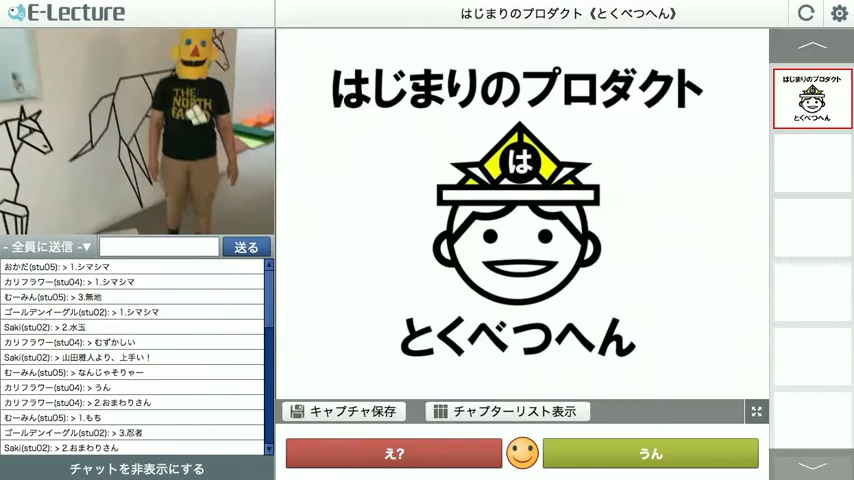 E-Lecture
はじまりのプロダクト《とくべつへん》
THE
NORTH
FA
- 全員に送信 -▼
送る
おかだ(stu05): > 1.シマシマ
カリフラワー(stu04): > 1.シマシマ
むーみん(stu05): > 3.無地
ゴールデンイーグル(stu02): > 1.シマシマ
Saki(stu02): > 2.水玉
カリフラワー(stu04): > むずかしい
Saki(stu02): > 山田雅人より、上手い！
むーみん(stu05): > なんじゃそりゃー
カリフラワー(stu04): > うん
カリフラワー(stu04): > 2.おまわりさん
むーみん(stu05): > 1.もち
ゴールデンイーグル(stu02): > 3.忍者
Saki(stu02): > 2.おまわりさん
チャットを非表示にする
はじまりのプロダクト
は
とくべつへん
キャプチャ保存
チャプターリスト表示
え?
うん
はじまりのプロダクト
とくべつへん